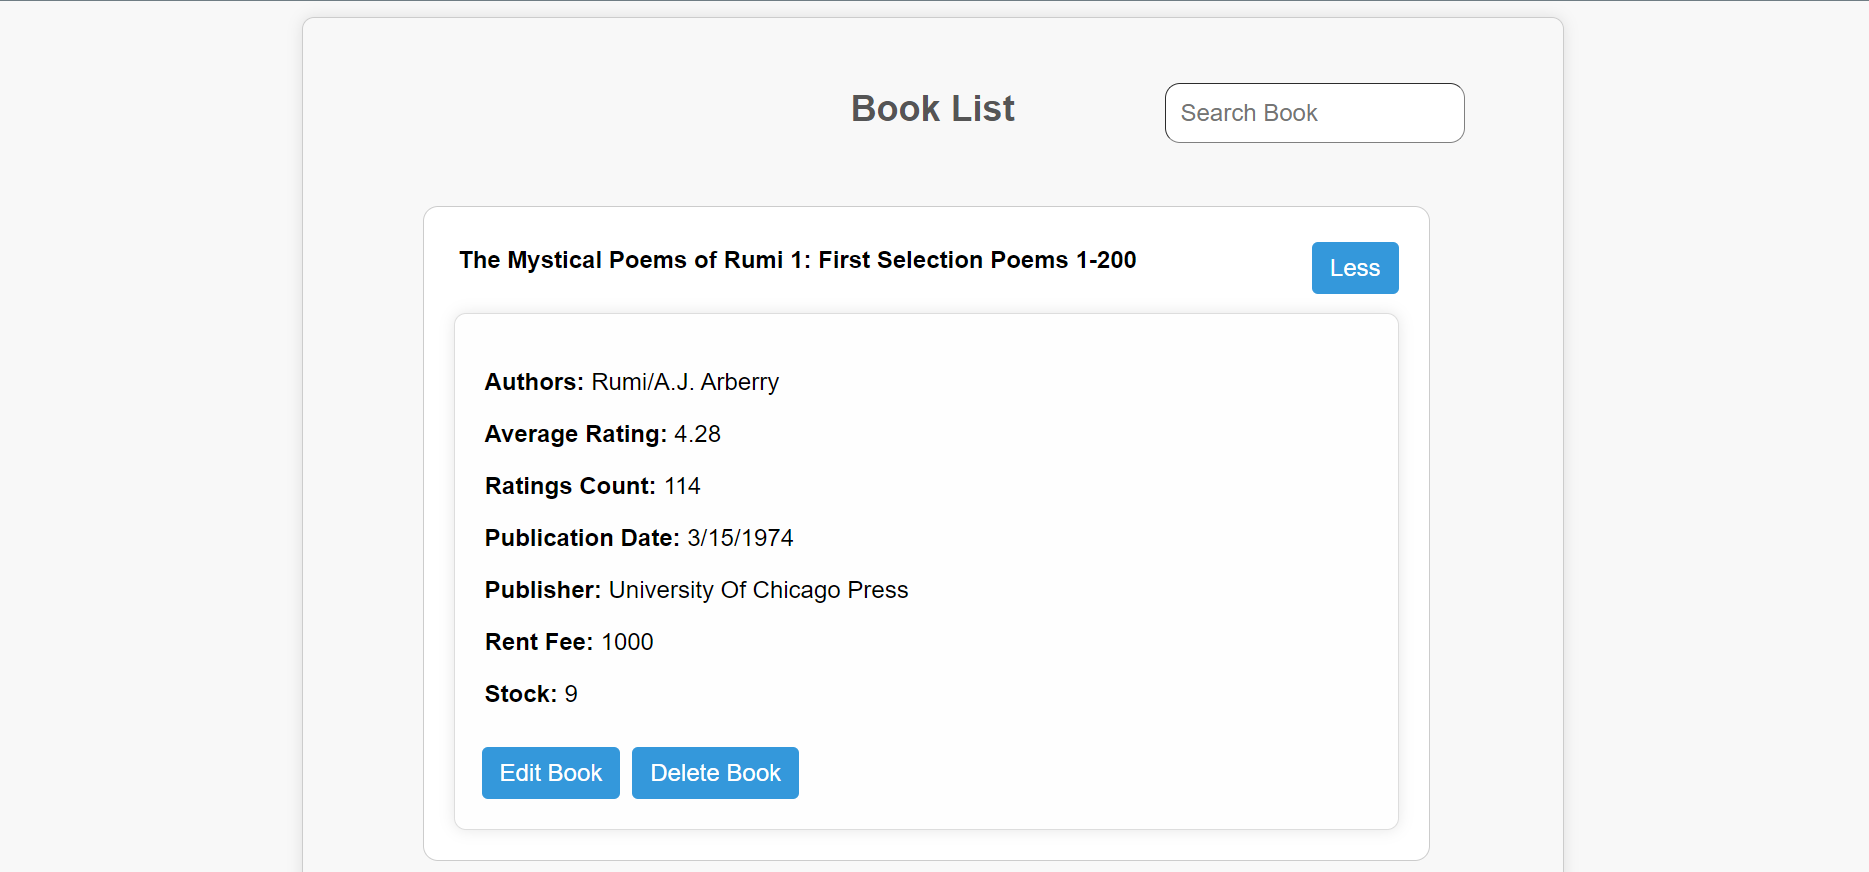 Book List
Search Book
The Mystical Poems of Rumi 1: First Selection Poems 1-200
Less
Authors: Rumi/A.J. Arberry
Average Rating: 4.28
Ratings Count: 114
Publication Date: 3/15/1974
Publisher: University Of Chicago Press
Rent Fee: 1000
Stock: 9
Edit Book
Delete Book